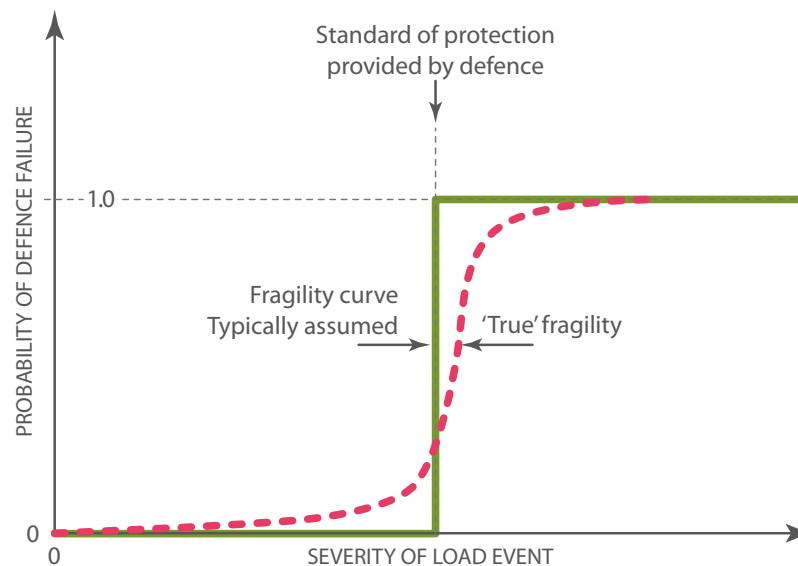 Standard of protection
provided by defence
PROBABILITY OF DEFENCE FAILURE
1.0
Fragility curve
Typically assumed
‘True’ fragility
0
0
SEVERITY OF LOAD EVENT